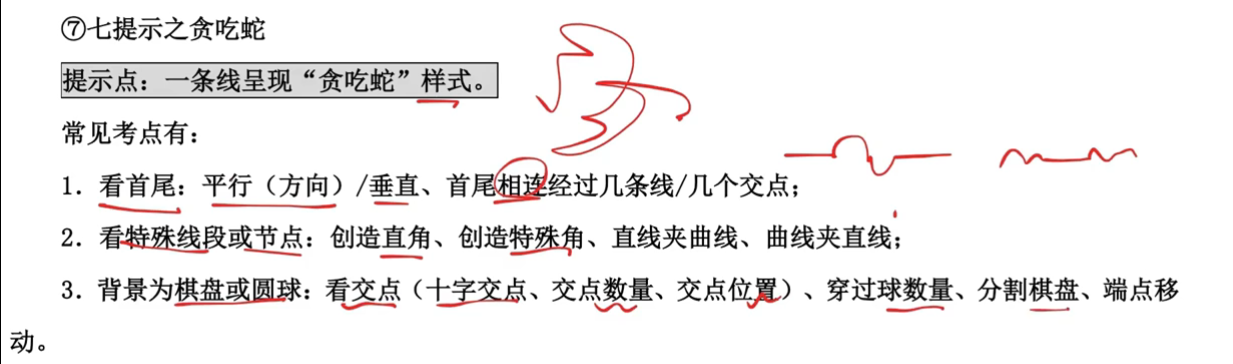 ⑦七提示之贪吃蛇
提示点：一条线呈现“贪吃蛇”样式。
常见考点有：
1．看首尾：平行（方向）/垂直、首尾相连经过几条线/几个交点；
2．看特殊线段或节点：创造直角、创造特殊角、直线夹曲线、曲线夹直线；
3．背景为棋盘或圆球：看交点（十字交点、交点数量、交点位置）、穿过球数量、分割棋盘、端点移
动。